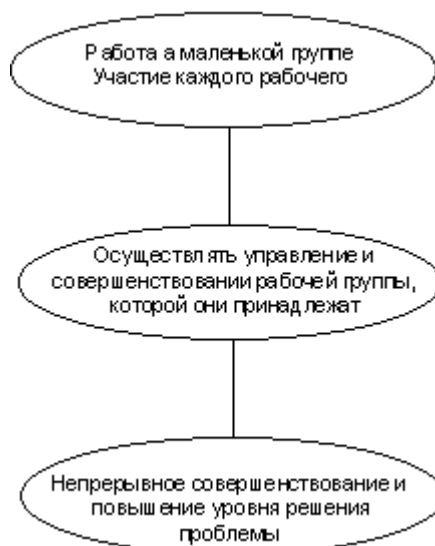 Работа а маленькой группе
Участие каждого рабочего
Осуществлять управление и
совершенствовании рабочей группы,
которой они принадлежат
Непрерывное совершенствование и
повышение уровня решения
проблемы